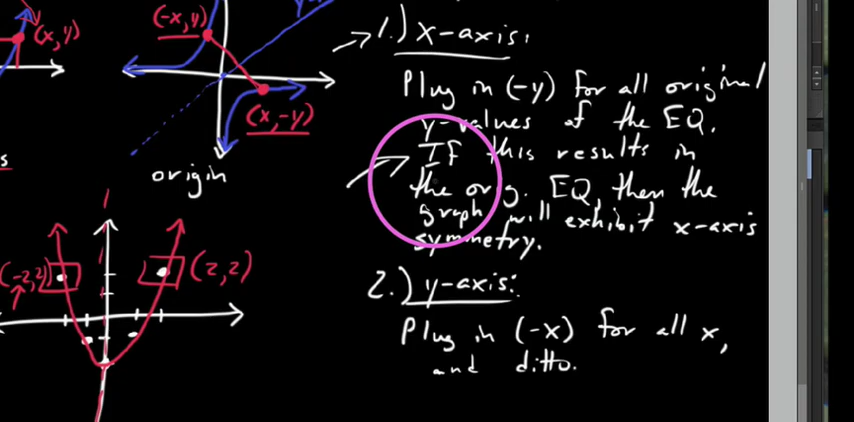 (x,y)
(-x,y)
(x,-y)
origin
s
(-2,2)
(2,2)
1.) x-axis:
Plug in (-y) for all original
y-values of the EQ.
IF this results in
the orig. EQ, then the
graph will exhibit x-axis
symmetry.
2.) y-axis:
Plug in (-x) for all x,
and ditto.